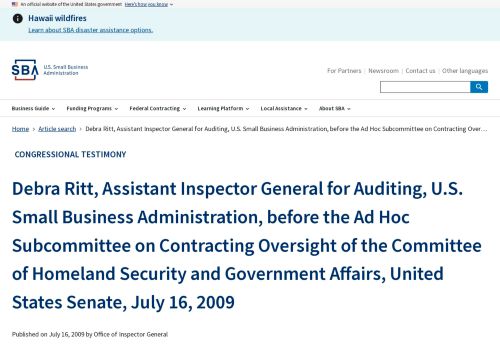 An official website of the United States government Here's how you know
Hawaii wildfires
Learn about SBA disaster assistance options.
SBA U.S. Small Business
Administration
For Partners Newsroom Contact us Other languages
Business Guide Funding Programs Federal Contracting Learning Platform Local Assistance About SBA
Home > Article search > Debra Ritt, Assistant Inspector General for Auditing, U.S. Small Business Administration, before the Ad Hoc Subcommittee on Contracting Over…
CONGRESSIONAL TESTIMONY
Debra Ritt, Assistant Inspector General for Auditing, U.S.
Small Business Administration, before the Ad Hoc
Subcommittee on Contracting Oversight of the Committee
of Homeland Security and Government Affairs, United
States Senate, July 16, 2009
Published on July 16, 2009 by Office of Inspector General